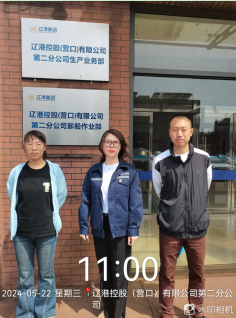 辽港集团
辽港控股(营口)有限公司
第二分公司生产业务部
辽港集团
辽港控股(营口)有限公司
第二分公司卸船作业部
11:00
2024-05-22 星期三
辽港控股（营口）有限公司第二分公
司
水印相机